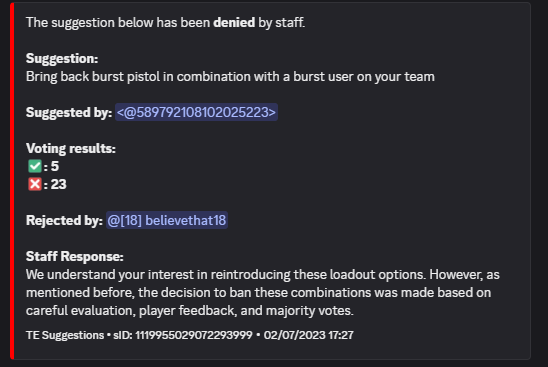 The suggestion below has been denied by staff.
Suggestion:
Bring back burst pistol in combination with a burst user on your team
Suggested by: <@589792108102025223>
Voting results:
✅: 5
❌: 23
Rejected by: @[18] believethat18
Staff Response:
We understand your interest in reintroducing these loadout options. However, as
mentioned before, the decision to ban these combinations was made based on
careful evaluation, player feedback, and majority votes.
TE Suggestions • sID: 1119955029072293999 • 02/07/2023 17:27